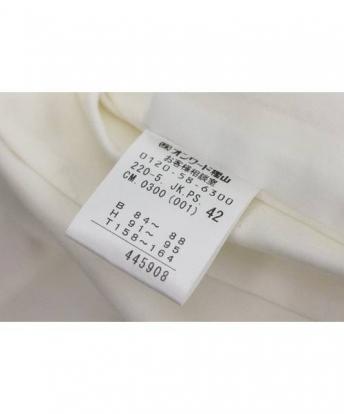 ㈱オンワード樫山
お客様相談室
0120-58-6300
220-5. JK.PS.
CM. 0300 (001) 42
B 84～ 88
H 91～ 95
T158～164
445908